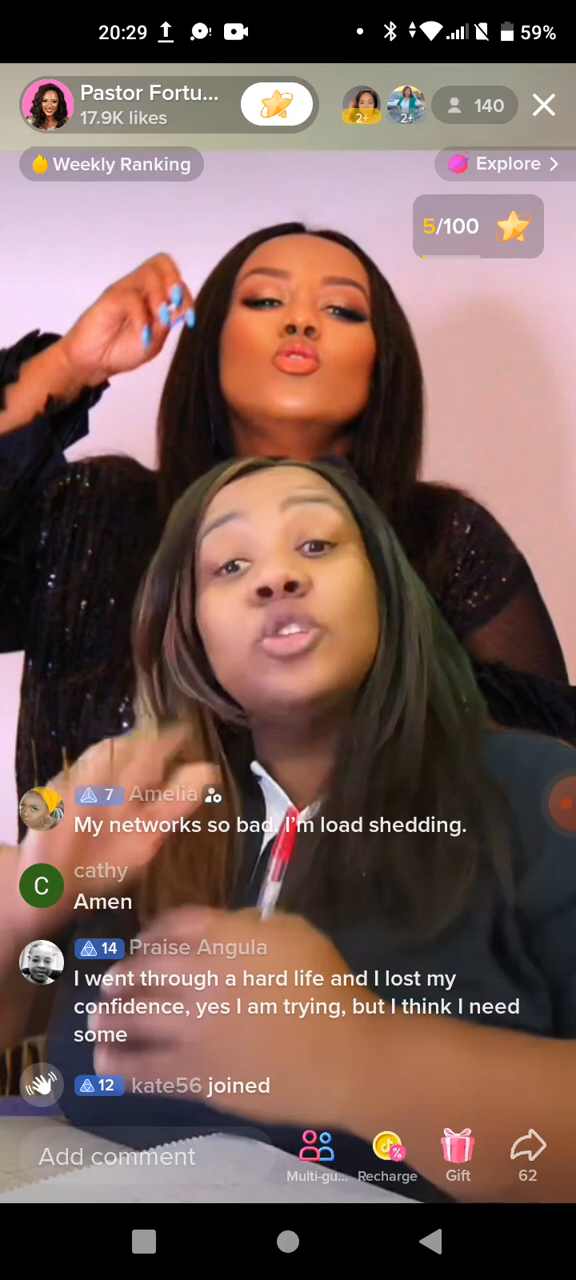 20:29
59%
Pastor Fortu...
17.9K likes
2+
2+
140
Weekly Ranking
Explore >
5/100
7 Amelia
My networks so bad. I'm load shedding.
C
cathy
Amen
14 Praise Angula
I went through a hard life and I lost my
confidence, yes I am trying, but I think I need
some
12 kate56 joined
Add comment
Multi-gu...
Recharge
Gift
62